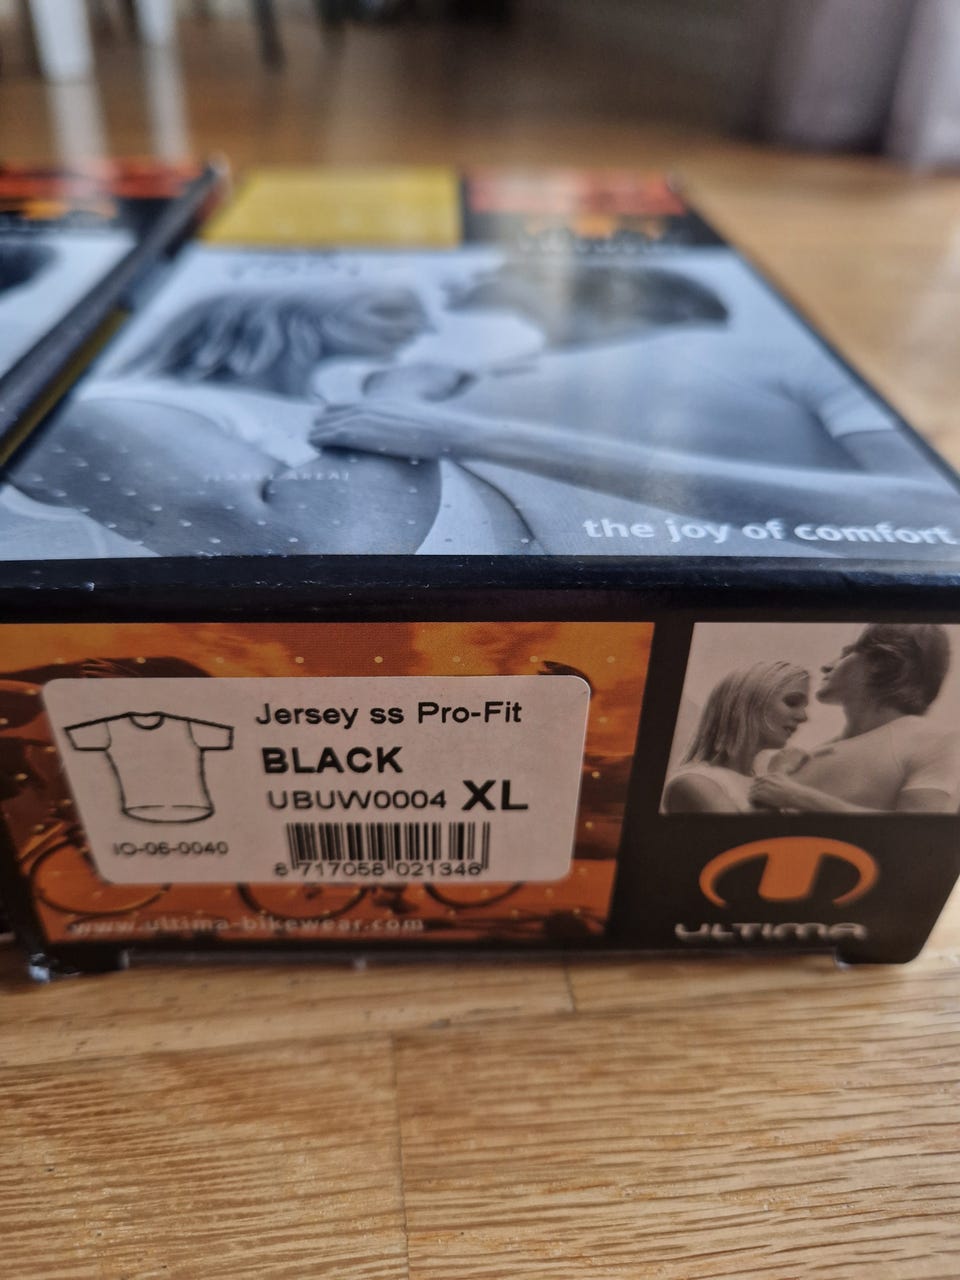 the joy of comfort
Jersey ss Pro-Fit
BLACK
UBUW0004 XL
IO-06-0040
8 717058 021346
www.ultima-bikewear.com
ULTIMA